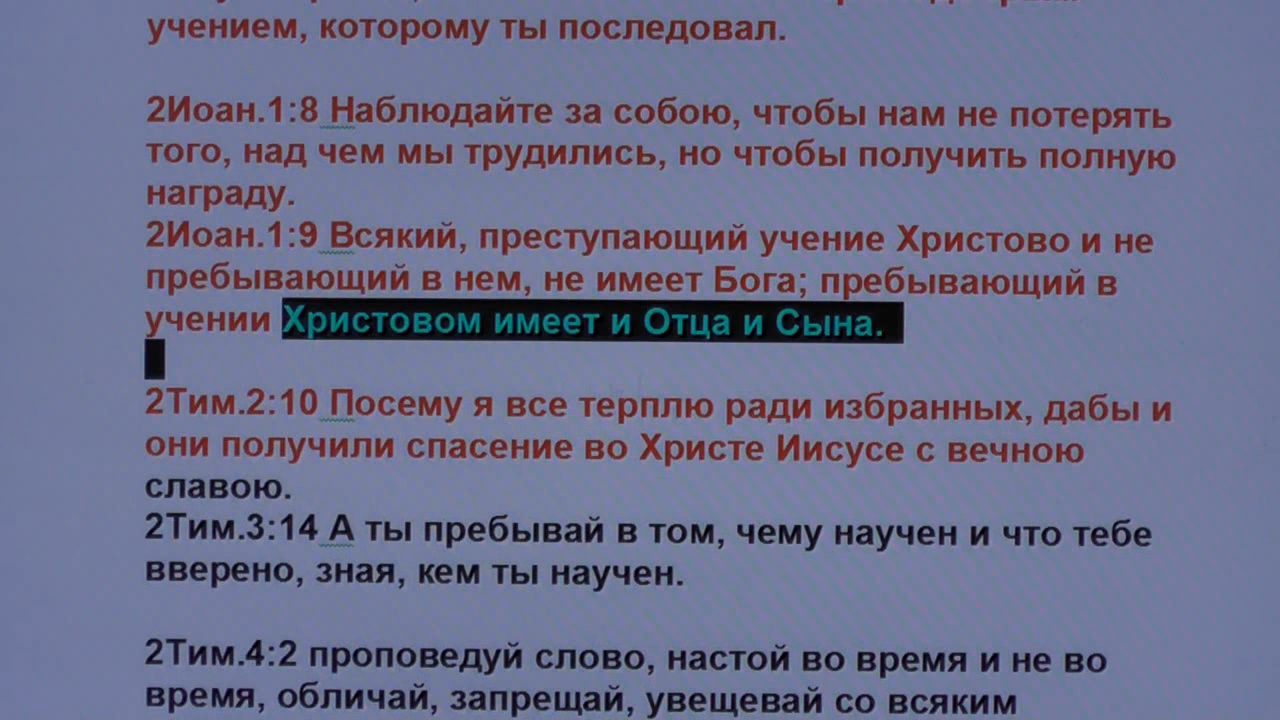 учением, которому ты последовал.
2Иоан.1:8 Наблюдайте за собою, чтобы нам не потерять
того, над чем мы трудились, но чтобы получить полную
награду.
2Иоан.1:9 Всякий, преступающий учение Христово и не
пребывающий в нем, не имеет Бога; пребывающий в
учении Христовом имеет и Отца и Сына.
2Тим.2:10 Посему я все терплю ради избранных, дабы и
они получили спасение во Христе Иисусе с вечною
славою.
2Тим.3:14 А ты пребывай в том, чему научен и что тебе
вверено, зная, кем ты научен.
2Тим.4:2 проповедуй слово, настой во время и не во
время, обличай, запрещай, увещевай со всяким